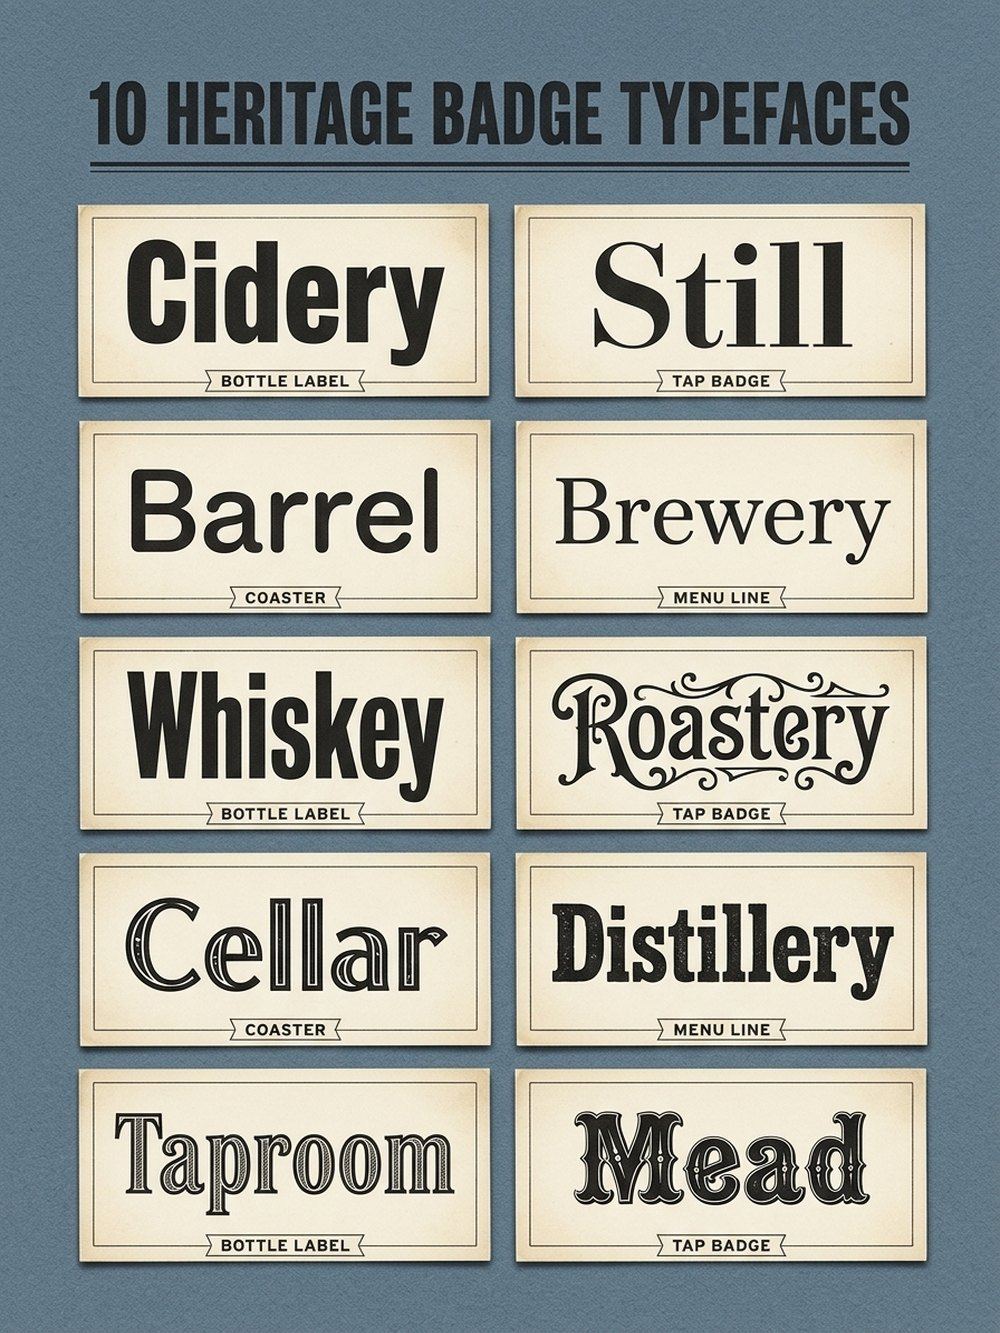 10 HERITAGE BADGE TYPEFACES
Cidery
BOTTLE LABEL
Still
TAP BADGE
Barrel
COASTER
Brewery
MENU LINE
Whiskey
BOTTLE LABEL
Roastery
TAP BADGE
Cellar
COASTER
Distillery
MENU LINE
Taproom
BOTTLE LABEL
Mead
TAP BADGE